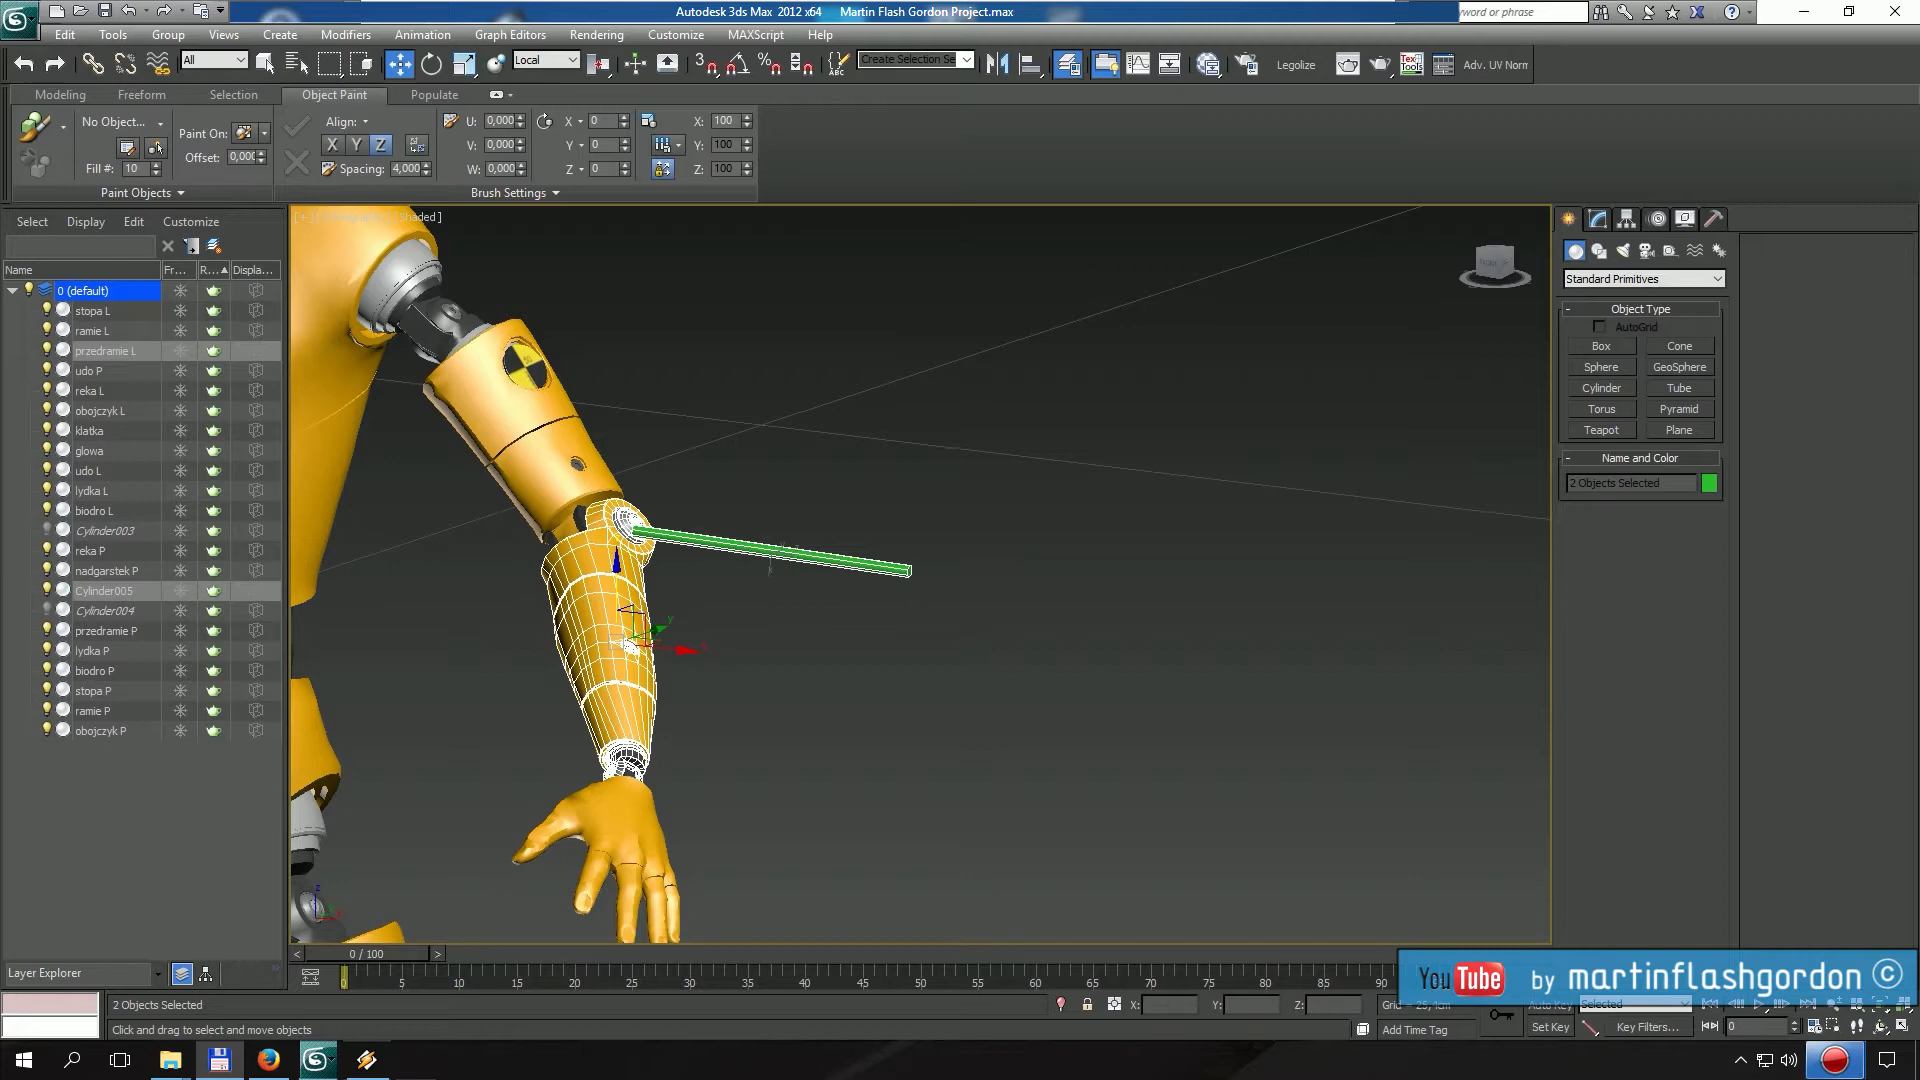 Autodesk 3ds Max 2012 x64 Martin Flash Gordon Project.max
word or phrase
Edit Tools Group Views Create Modifiers Animation Graph Editors Rendering Customize MAXScript Help
All Local Create Selection Se Legolize Tex Tools Adv. UV Norm
Modeling Freeform Selection Object Paint Populate
No Object... Paint On: Align: U: 0,000 X 0 X: 100
Offset: 0,000 X Y Z V: 0,000 Y 0 Y: 100
Fill #: 10 Spacing: 4,000 W: 0,000 Z 0 Z: 100
Paint Objects Brush Settings
Select Display Edit Customize
Name Fr... R... Displa...
0 (default)
stopa L
ramie L
przedramie L
udo P
reka L
obojczyk L
klatka
glowa
udo L
lydka L
biodro L
Cylinder003
reka P
nadgarstek P
Cylinder005
Cylinder004
przedramie P
lydka P
biodro P
stopa P
ramie P
obojczyk P
Layer Explorer
Shaded ]
Standard Primitives
Object Type
AutoGrid
Box Cone
Sphere GeoSphere
Cylinder Tube
Torus Pyramid
Teapot Plane
Name and Color
2 Objects Selected
0 / 100
0 5 10 15 20 25 30 35 40 45 50 55 60 65 70 75 80 85 90
YouTube by martinflashgordon ©
2 Objects Selected X: Y: Z: Grid = 25,4cm Auto Key Selected
Click and drag to select and move objects Add Time Tag Set Key Key Filters... 0